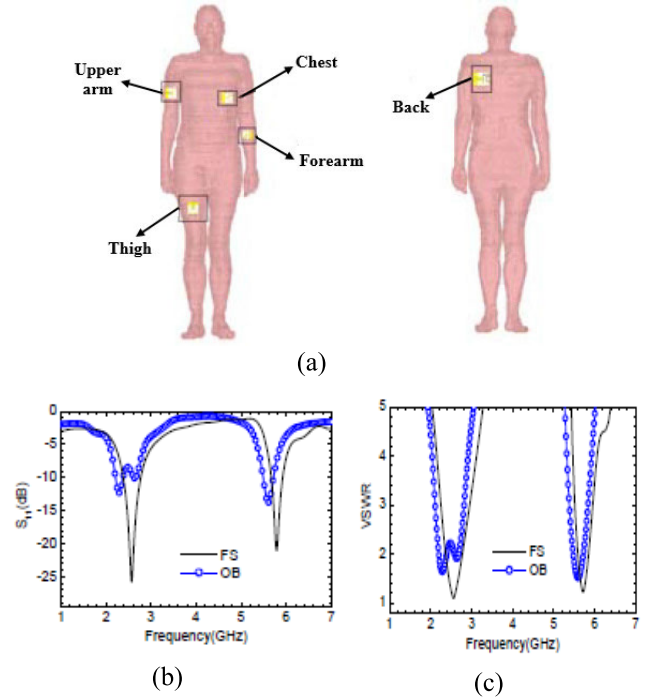 Upper
arm
Chest
Back
Forearm
Thigh
(a)
0
-5
-10
-15
-20
-25
S11(dB)
FS
OB
1 2 3 4 5 6 7
Frequency(GHz)
(b)
5
4
3
2
1
VSWR
FS
OB
1 2 3 4 5 6 7
Frequency(GHz)
(c)